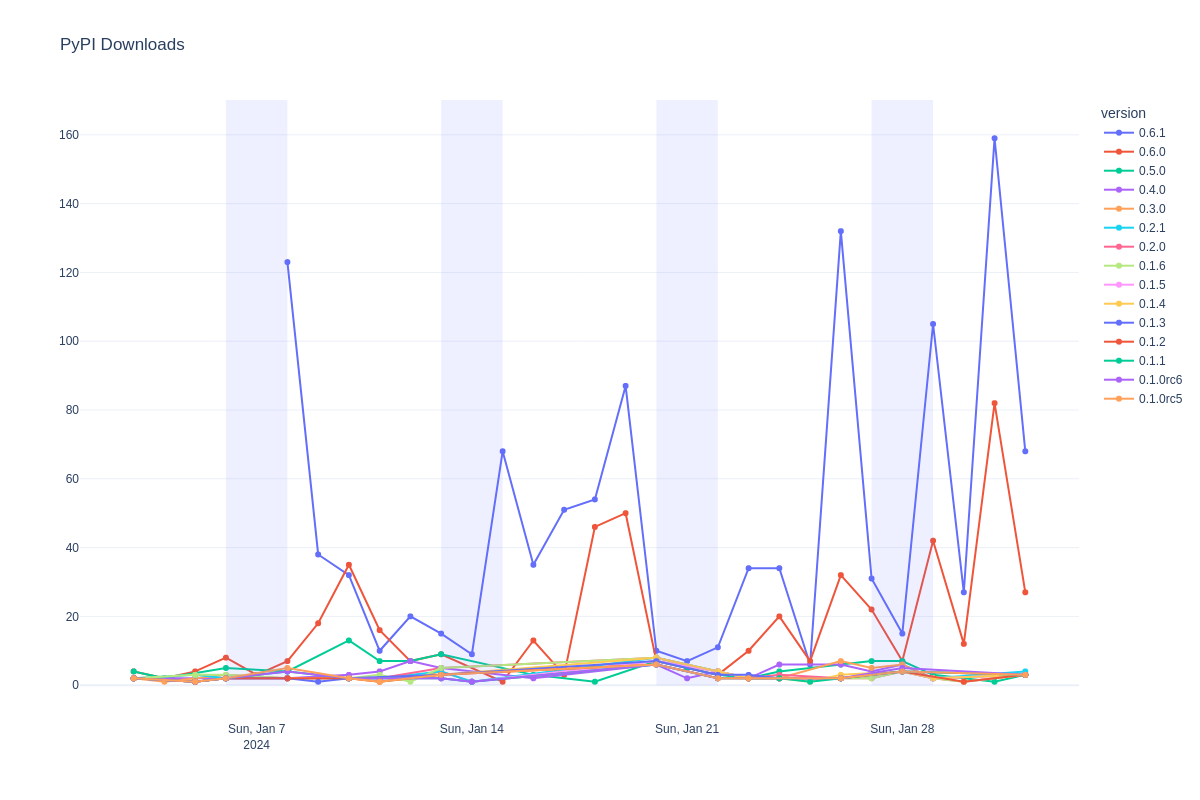 PyPI Downloads
version
0.6.1
0.6.0
0.5.0
0.4.0
0.3.0
0.2.1
0.2.0
0.1.6
0.1.5
0.1.4
0.1.3
0.1.2
0.1.1
0.1.0rc6
0.1.0rc5
160
140
120
100
80
60
40
20
0
Sun, Jan 7
2024
Sun, Jan 14
Sun, Jan 21
Sun, Jan 28